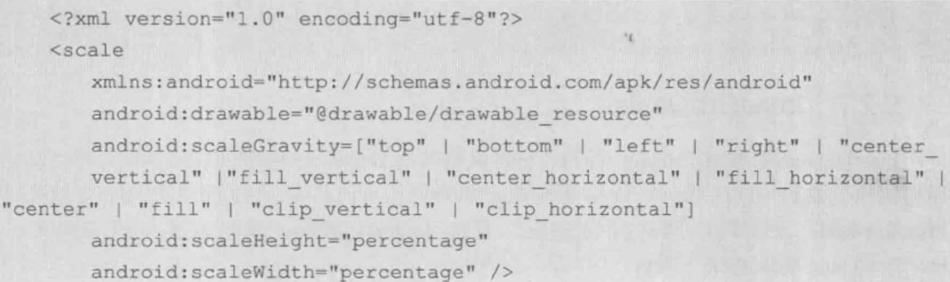 <?xml version="1.0" encoding="utf-8"?>
<scale
xmlns:android="http://schemas.android.com/apk/res/android"
android:drawable="@drawable/drawable_resource"
android:scaleGravity=["top" | "bottom" | "left" | "right" | "center_
vertical" |"fill_vertical" | "center_horizontal" | "fill_horizontal" |
"center" | "fill" | "clip_vertical" | "clip_horizontal"]
android:scaleHeight="percentage"
android:scaleWidth="percentage" />